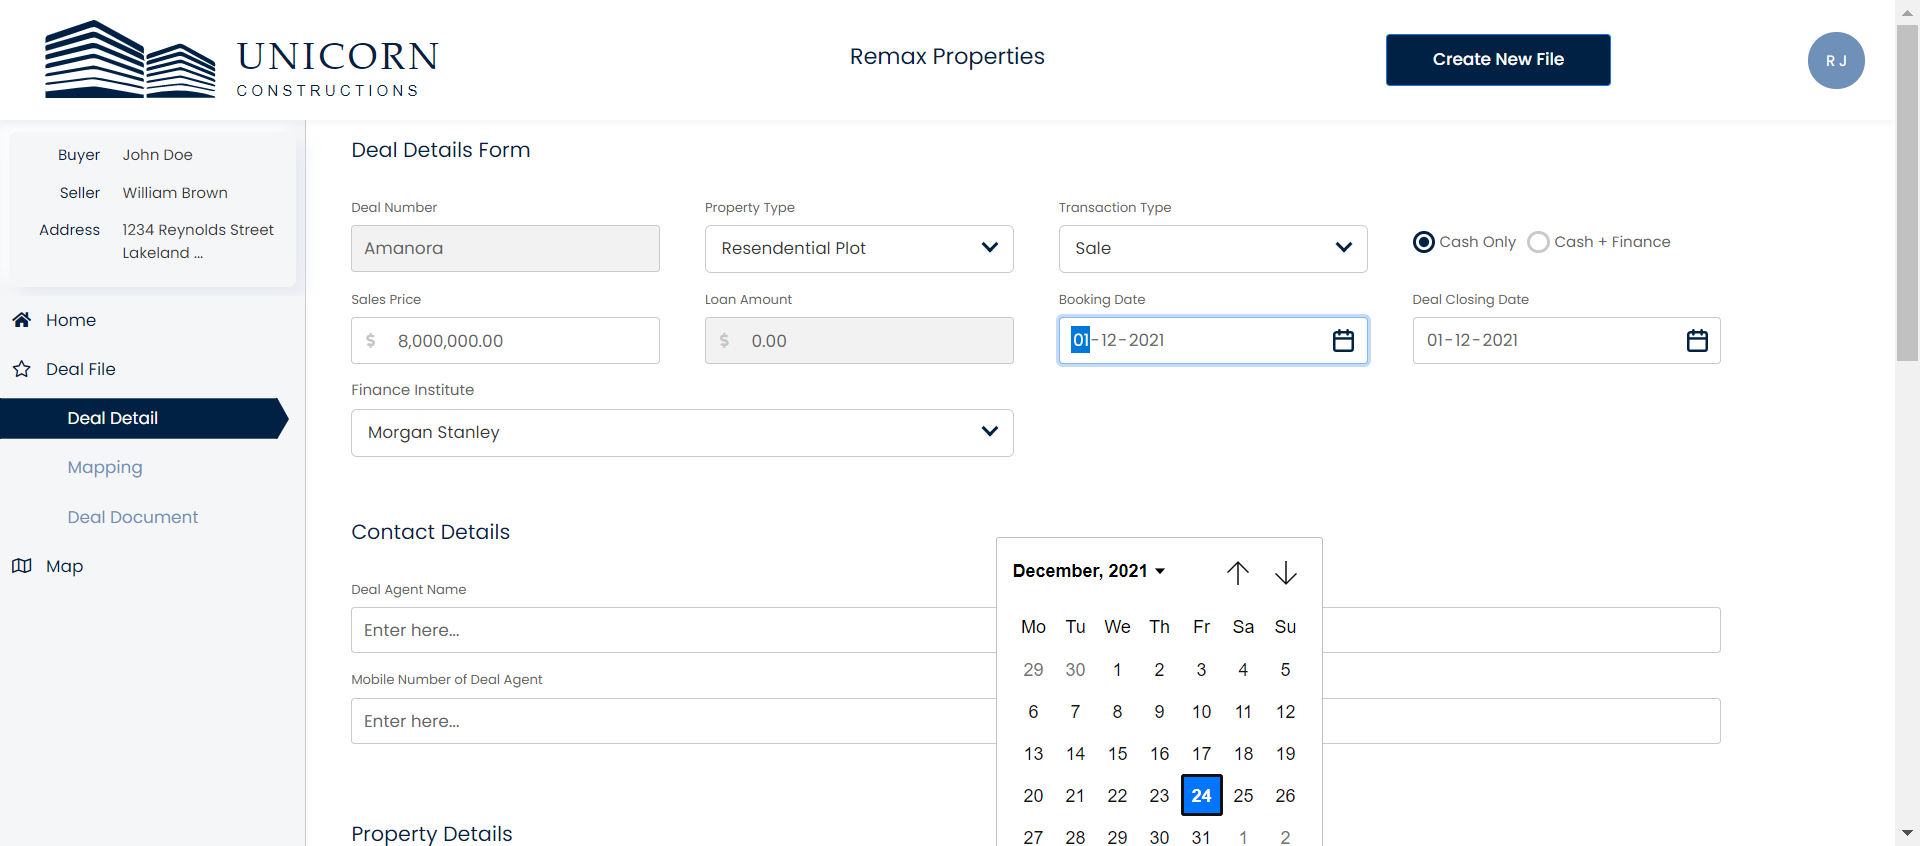 UNICORN
CONSTRUCTIONS
Remax Properties
Create New File
R J
Buyer John Doe
Seller William Brown
Address 1234 Reynolds Street
Lakeland ...
Home
Deal File
Deal Detail
Mapping
Deal Document
Map
Deal Details Form
Deal Number Property Type Transaction Type
Amanora Resendential Plot Sale Cash Only Cash + Finance
Sales Price Loan Amount Booking Date Deal Closing Date
$ 8,000,000.00 $ 0.00 01-12-2021 01-12-2021
Finance Institute
Morgan Stanley
Contact Details
Deal Agent Name
Enter here...
Mobile Number of Deal Agent
Enter here...
Property Details
December, 2021
Mo Tu We Th Fr Sa Su
29 30 1 2 3 4 5
6 7 8 9 10 11 12
13 14 15 16 17 18 19
20 21 22 23 24 25 26
27 28 29 30 31 1 2